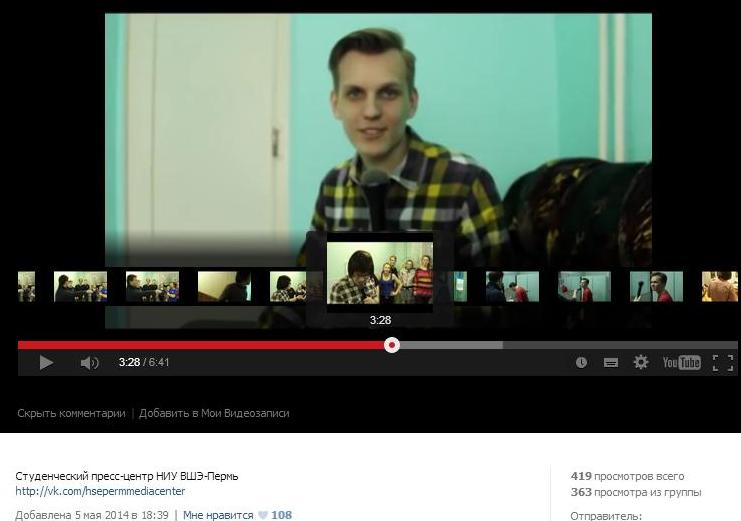 3:28
3:28 / 6:41
YouTube
Скрыть комментарии | Добавить в Мои Видеозаписи
Студенческий пресс-центр НИУ ВШЭ-Пермь
http://vk.com/hsepermmediacenter
Добавлена 5 мая 2014 в 18:39 | Мне нравится 108
419 просмотров всего
363 просмотра из группы
Отправитель: